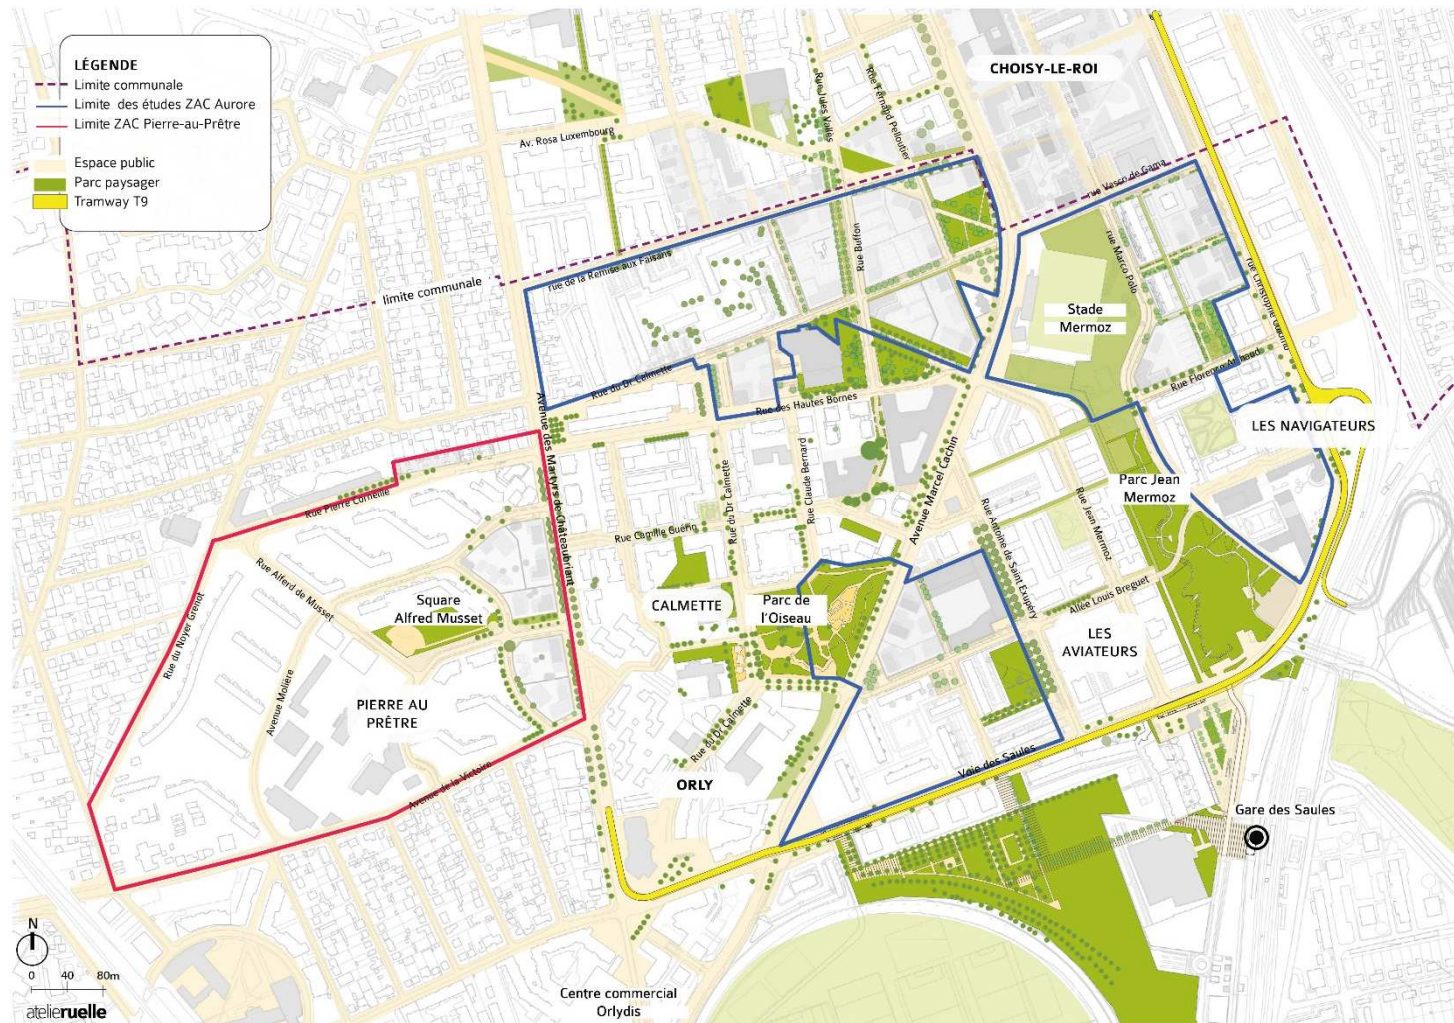 LÉGENDE
Limite communale
Limite des études ZAC Aurore
Limite ZAC Pierre-au-Prêtre
Espace public
Parc paysager
Tramway T9
CHOISY-LE-ROI
Av. Rosa Luxembourg
Rue Jules Vallès
Rue Fernand Pelloutier
rue Vasco de Gama
rue de la Remise aux Faisans
limite communale
Rue Buffon
rue Marco Polo
rue Christophe Colomb
Stade
Mermoz
Rue du Dr Calmette
Rue des Hautes Bornes
Rue Florence Arthaud
LES NAVIGATEURS
Avenue des Martyrs de Châteaubriant
Rue Pierre Corneille
Rue du Dr Calmette
Rue Claude Bernard
Avenue Marcel Cachin
Parc Jean
Mermoz
Rue Camille Guérin
Rue Antoine de Saint Exupéry
Rue Jean Mermoz
Rue Alferd de Musset
Rue du Noyer Grenot
Square
Alfred Musset
CALMETTE
Parc de
l'Oiseau
Allée Louis Breguet
LES
AVIATEURS
Avenue Molière
PIERRE AU
PRÊTRE
Rue du Dr Calmette
Avenue de la Victoire
ORLY
Voie des Saules
Gare des Saules
N
0 40 80m
atelierruelle
Centre commercial
Orlydis